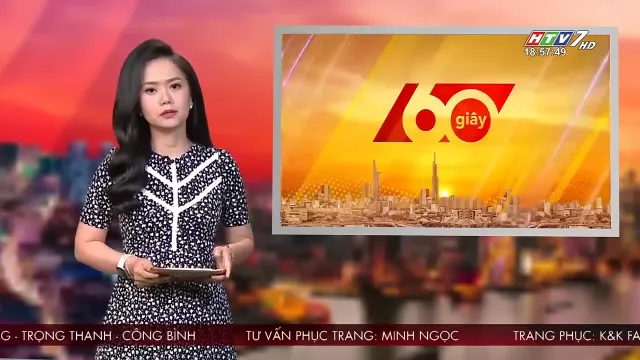 HTV7 HD
18:57:49
60 giây
G - TRỌNG THANH - CÔNG BÌNH TƯ VẤN PHỤC TRANG: MINH NGỌC TRANG PHỤC: K&K FA